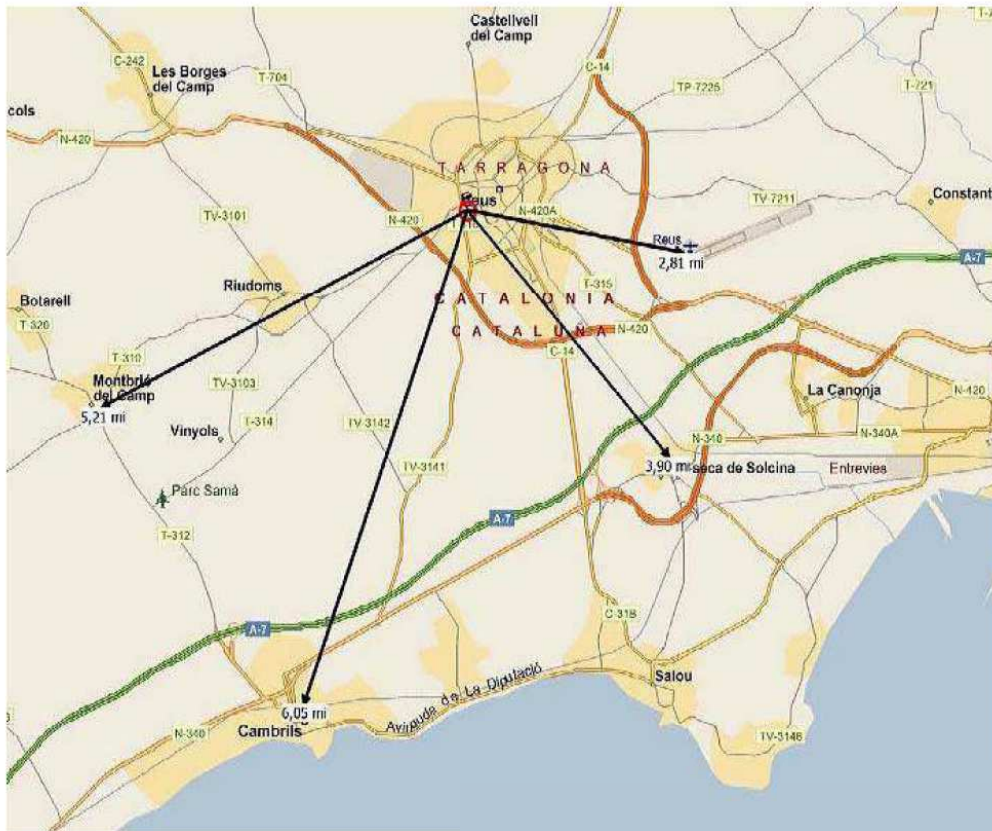 Castellvell
del Camp
C-242
Les Borges
del Camp
T-704
C-14
TP-7225
T-721
cols
N-420
TARRAGONA
Constant
TV-7211
Reus
TV-3101
N-420
N-420A
Reus
2,81 mi
A-7
T-315
Botarell
Riudoms
CATALONIA
T-320
CATALUÑA
N-420
C-14
T-310
Montbrió
del Camp
5,21 mi
TV-3103
La Canonja
N-420
T-314
Vinyols
TV-3142
N-340
N-340A
TV-3141
3,90 mi
seca de Solcina
Entrevies
Parc Samà
A-7
T-312
C-31B
A-7
Salou
Avinguda de La Diputació
6,05 mi
N-340
Cambrils
TV-3146